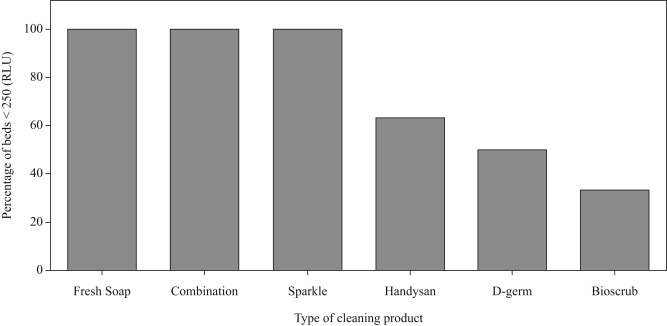 Percentage of beds < 250 (RLU)
100
80
60
40
20
0
Fresh Soap Combination Sparkle Handysan D-germ Bioscrub
Type of cleaning product